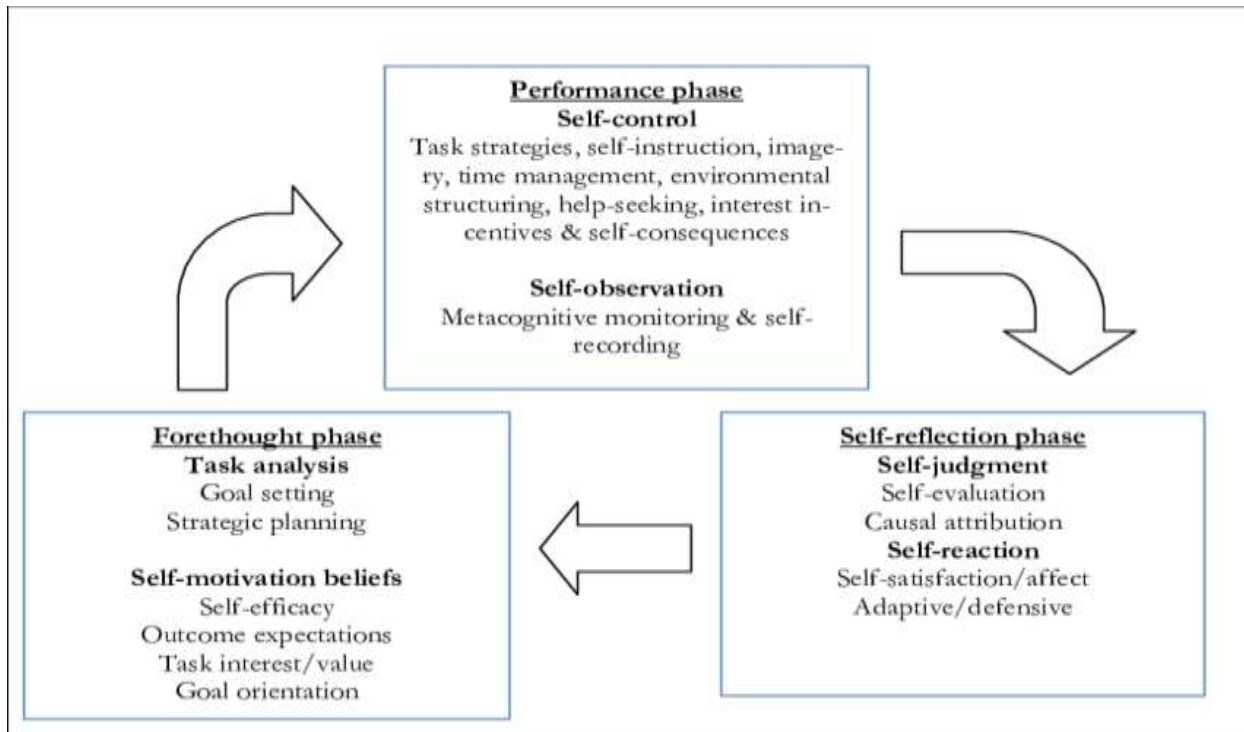 Performance phase
Self-control
Task strategies, self-instruction, image-
ry, time management, environmental
structuring, help-seeking, interest in-
centives & self-consequences
Self-observation
Metacognitive monitoring & self-
recording
Forethought phase
Task analysis
Goal setting
Strategic planning
Self-motivation beliefs
Self-efficacy
Outcome expectations
Task interest/value
Goal orientation
Self-reflection phase
Self-judgment
Self-evaluation
Causal attribution
Self-reaction
Self-satisfaction/affect
Adaptive/defensive